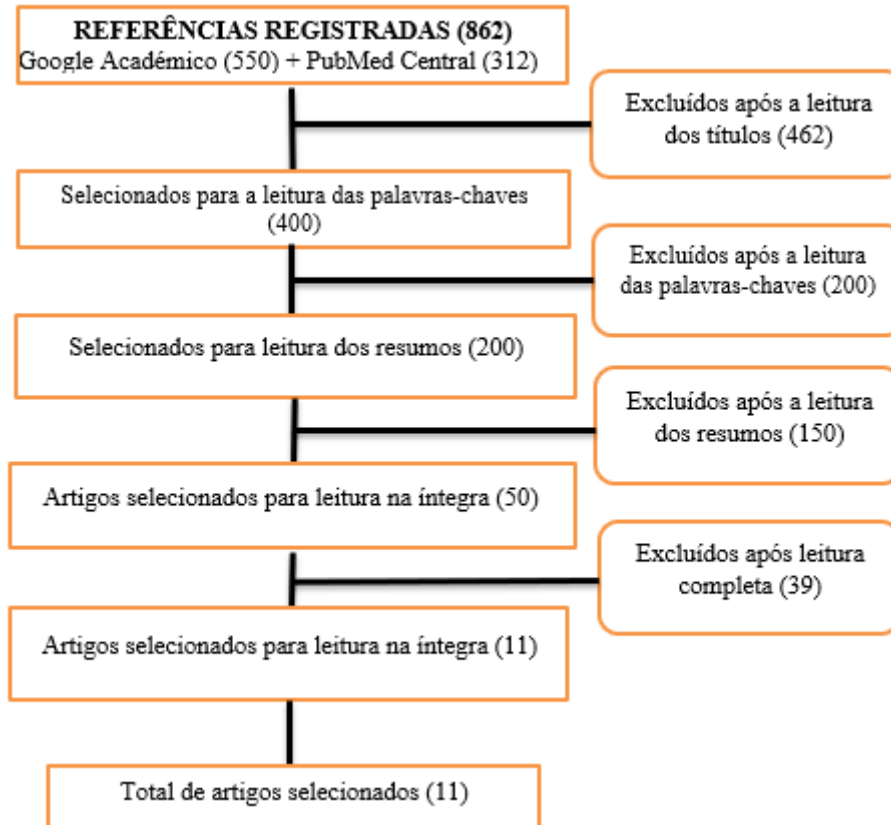 REFERÊNCIAS REGISTRADAS (862)
Google Académico (550) + PubMed Central (312)
Excluídos após a leitura
dos títulos (462)
Selecionados para a leitura das palavras-chaves
(400)
Excluídos após a leitura
das palavras-chaves (200)
Selecionados para leitura dos resumos (200)
Excluídos após a leitura
dos resumos (150)
Artigos selecionados para leitura na íntegra (50)
Excluídos após leitura
completa (39)
Artigos selecionados para leitura na íntegra (11)
Total de artigos selecionados (11)